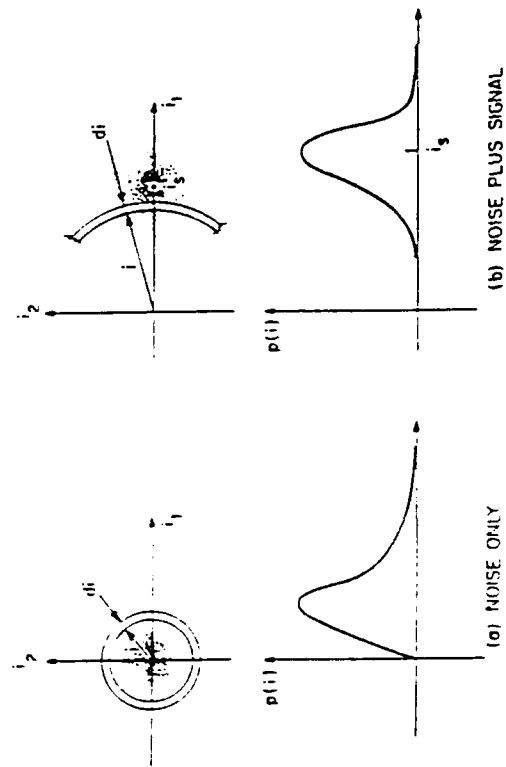 i₂
di
i₁
p(i)
(a) NOISE ONLY
i₂
di
i
i₁
iₛ
p(i)
iₛ
(b) NOISE PLUS SIGNAL